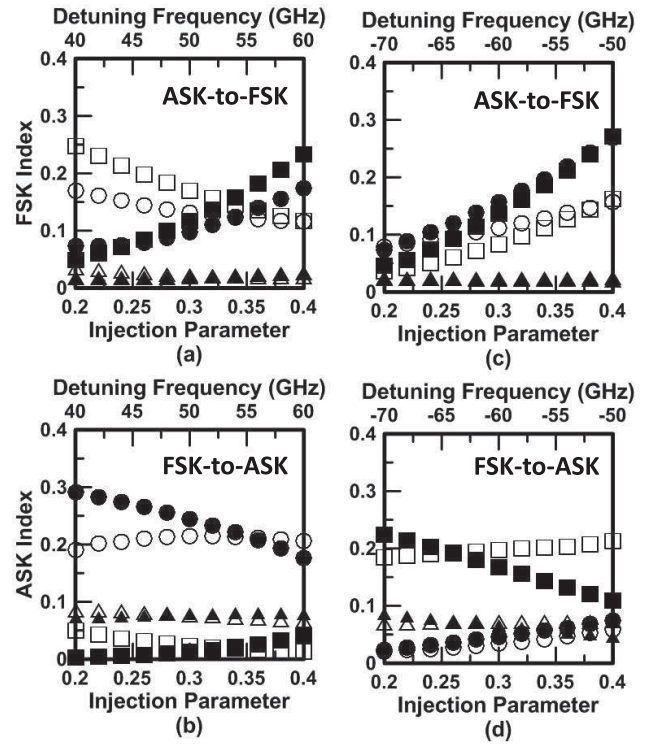 Detuning Frequency (GHz)
40 45 50 55 60
0.4
0.3
0.2
0.1
0
FSK Index
ASK-to-FSK
0.2 0.25 0.3 0.35 0.4
Injection Parameter
(a)
Detuning Frequency (GHz)
-70 -65 -60 -55 -50
0.4
0.3
0.2
0.1
0
ASK-to-FSK
0.2 0.25 0.3 0.35 0.4
Injection Parameter
(c)
Detuning Frequency (GHz)
40 45 50 55 60
0.4
0.3
0.2
0.1
0
ASK Index
FSK-to-ASK
0.2 0.25 0.3 0.35 0.4
Injection Parameter
(b)
Detuning Frequency (GHz)
-70 -65 -60 -55 -50
0.4
0.3
0.2
0.1
0
FSK-to-ASK
0.2 0.25 0.3 0.35 0.4
Injection Parameter
(d)